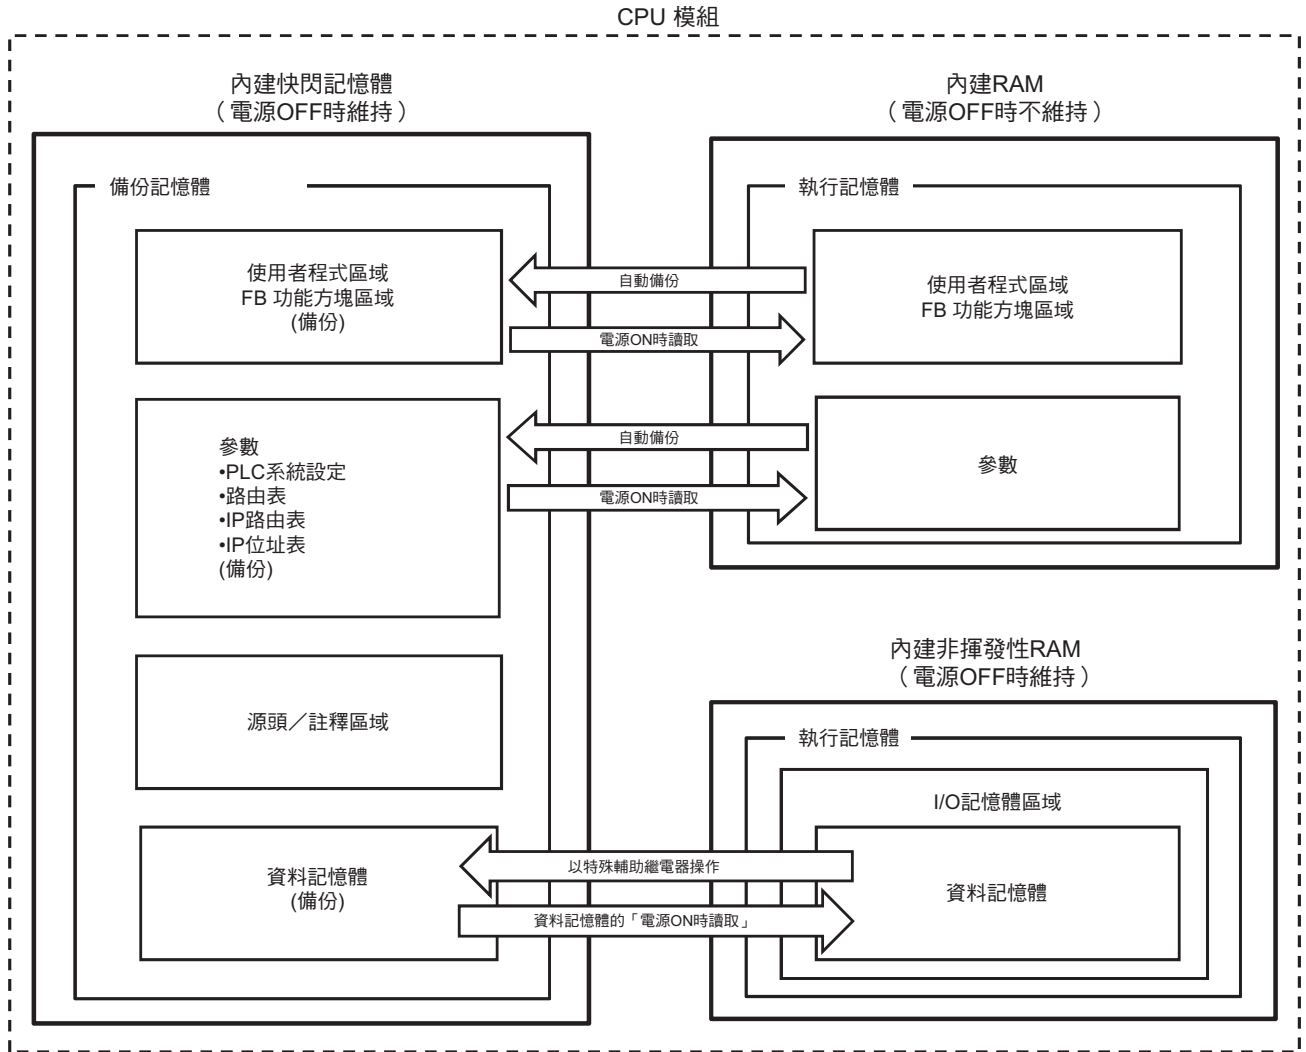 CPU 模組
內建快閃記憶體
（電源OFF時維持）
備份記憶體
使用者程式區域
FB 功能方塊區域
(備份)
參數
•PLC系統設定
•路由表
•IP路由表
•IP位址表
(備份)
源頭／註釋區域
資料記憶體
(備份)
自動備份
電源ON時讀取
自動備份
電源ON時讀取
以特殊輔助繼電器操作
資料記憶體的「電源ON時讀取」
內建RAM
（電源OFF時不維持）
執行記憶體
使用者程式區域
FB 功能方塊區域
參數
內建非揮發性RAM
（電源OFF時維持）
執行記憶體
I/O記憶體區域
資料記憶體